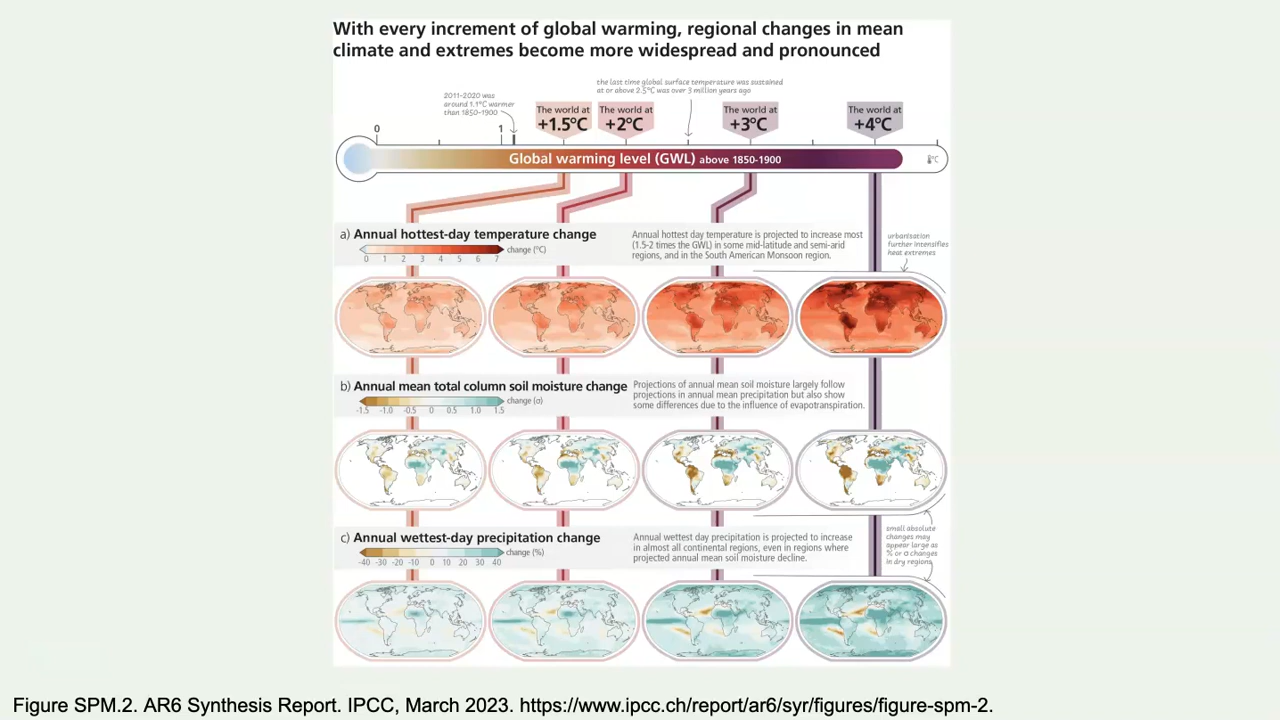 With every increment of global warming, regional changes in mean
climate and extremes become more widespread and pronounced
the last time global surface temperature was sustained
at or above 2.5°C was over 3 million years ago
2011-2020 was
around 1.1°C warmer
than 1850-1900
The world at
+1.5°C
The world at
+2°C
The world at
+3°C
The world at
+4°C
0
1
Global warming level (GWL) above 1850-1900
°C
a) Annual hottest-day temperature change
change (°C)
0 1 2 3 4 5 6 7
Annual hottest day temperature is projected to increase most
(1.5-2 times the GWL) in some mid-latitude and semi-arid
regions, and in the South American Monsoon region.
urbanisation
further intensifies
heat extremes
b) Annual mean total column soil moisture change
change (σ)
-1.5 -1.0 -0.5 0 0.5 1.0 1.5
Projections of annual mean soil moisture largely follow
projections in annual mean precipitation but also show
some differences due to the influence of evapotranspiration.
c) Annual wettest-day precipitation change
change (%)
-40 -30 -20 -10 0 10 20 30 40
Annual wettest day precipitation is projected to increase
in almost all continental regions, even in regions where
projected annual mean soil moisture decline.
small absolute
changes may
appear large as
% or σ changes
in dry regions
Figure SPM.2. AR6 Synthesis Report. IPCC, March 2023. https://www.ipcc.ch/report/ar6/syr/figures/figure-spm-2.